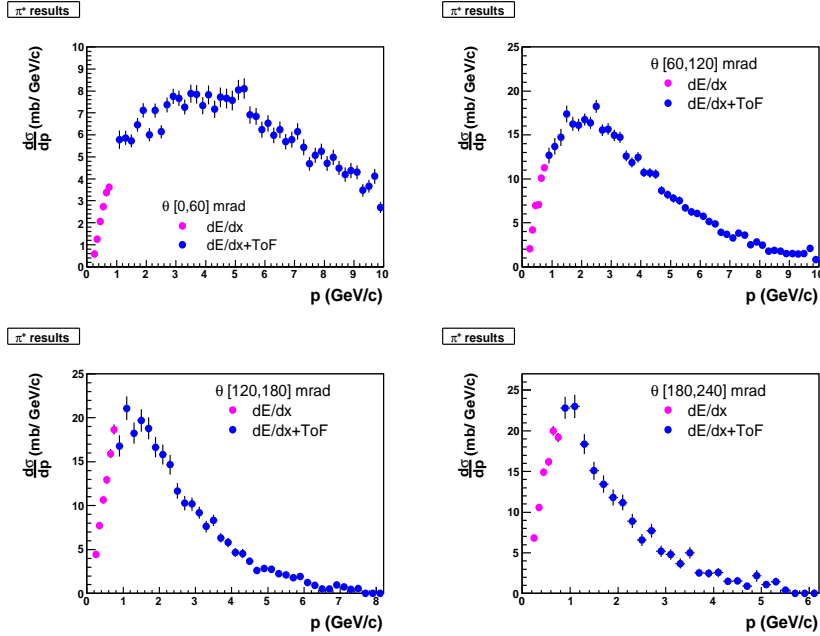 π⁺ results
dσ/dp (mb/ GeV/c)
10
9
8
7
6
5
4
3
2
1
0
θ [0,60] mrad
dE/dx
dE/dx+ToF
0 1 2 3 4 5 6 7 8 9 10
p (GeV/c)
π⁺ results
dσ/dp (mb/ GeV/c)
25
20
15
10
5
0
θ [60,120] mrad
dE/dx
dE/dx+ToF
0 1 2 3 4 5 6 7 8 9 10
p (GeV/c)
π⁺ results
dσ/dp (mb/ GeV/c)
25
20
15
10
5
0
θ [120,180] mrad
dE/dx
dE/dx+ToF
0 1 2 3 4 5 6 7 8
p (GeV/c)
π⁺ results
dσ/dp (mb/ GeV/c)
25
20
15
10
5
0
θ [180,240] mrad
dE/dx
dE/dx+ToF
0 1 2 3 4 5 6
p (GeV/c)